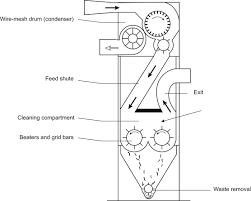 Wire-mesh drum (condenser)
Feed shute
Exit
Cleaning compartment
Beaters and grid bars
Waste removal